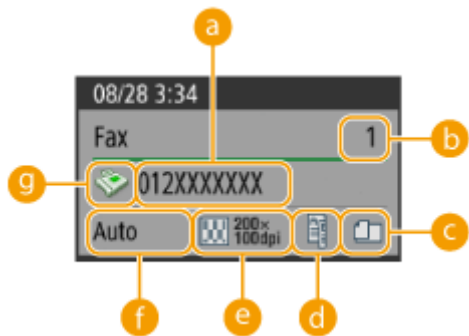 a
08/28 3:34
Fax 1
b
g
012XXXXXXX
Auto 200×
100dpi
c
f
e
d